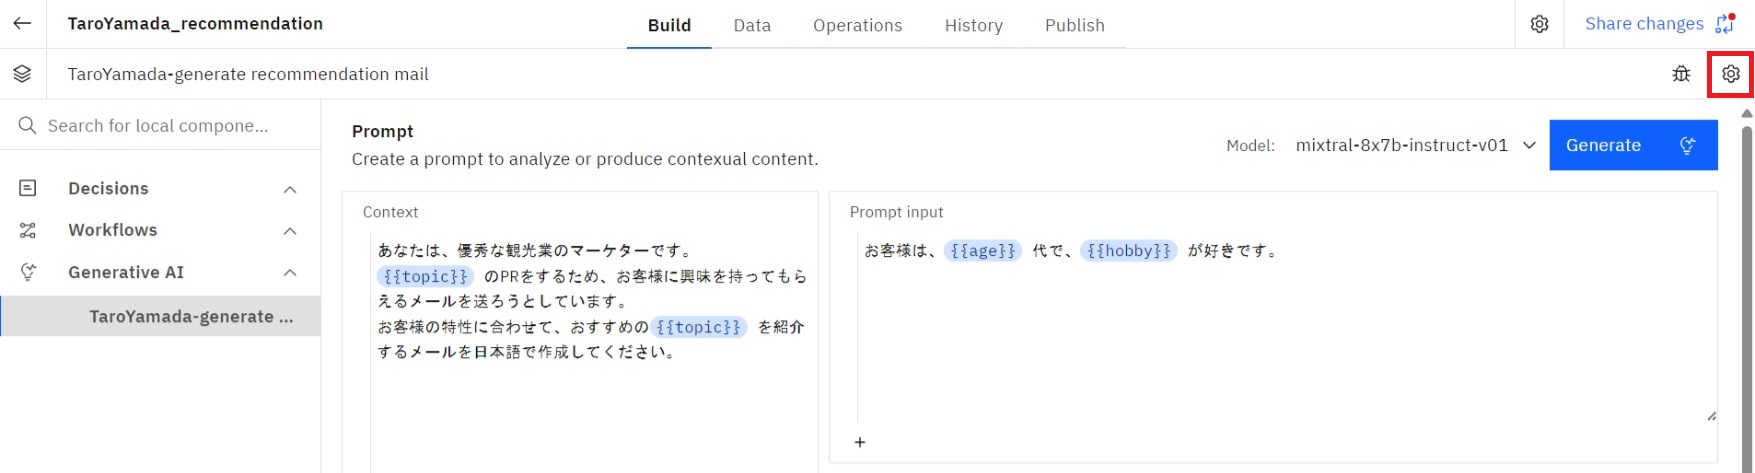 TaroYamada_recommendation
Build
Data
Operations
History
Publish
Share changes
TaroYamada-generate recommendation mail
Search for local compone...
Decisions
Workflows
Generative AI
TaroYamada-generate ...
Prompt
Create a prompt to analyze or produce contexual content.
Model:
mixtral-8x7b-instruct-v01
Generate
Context
あなたは、優秀な観光業のマーケターです。
{{topic}} のPRをするため、お客様に興味を持ってもら
えるメールを送ろうとしています。
お客様の特性に合わせて、おすすめの{{topic}} を紹介
するメールを日本語で作成してください。
Prompt input
お客様は、{{age}} 代で、{{hobby}} が好きです。
+